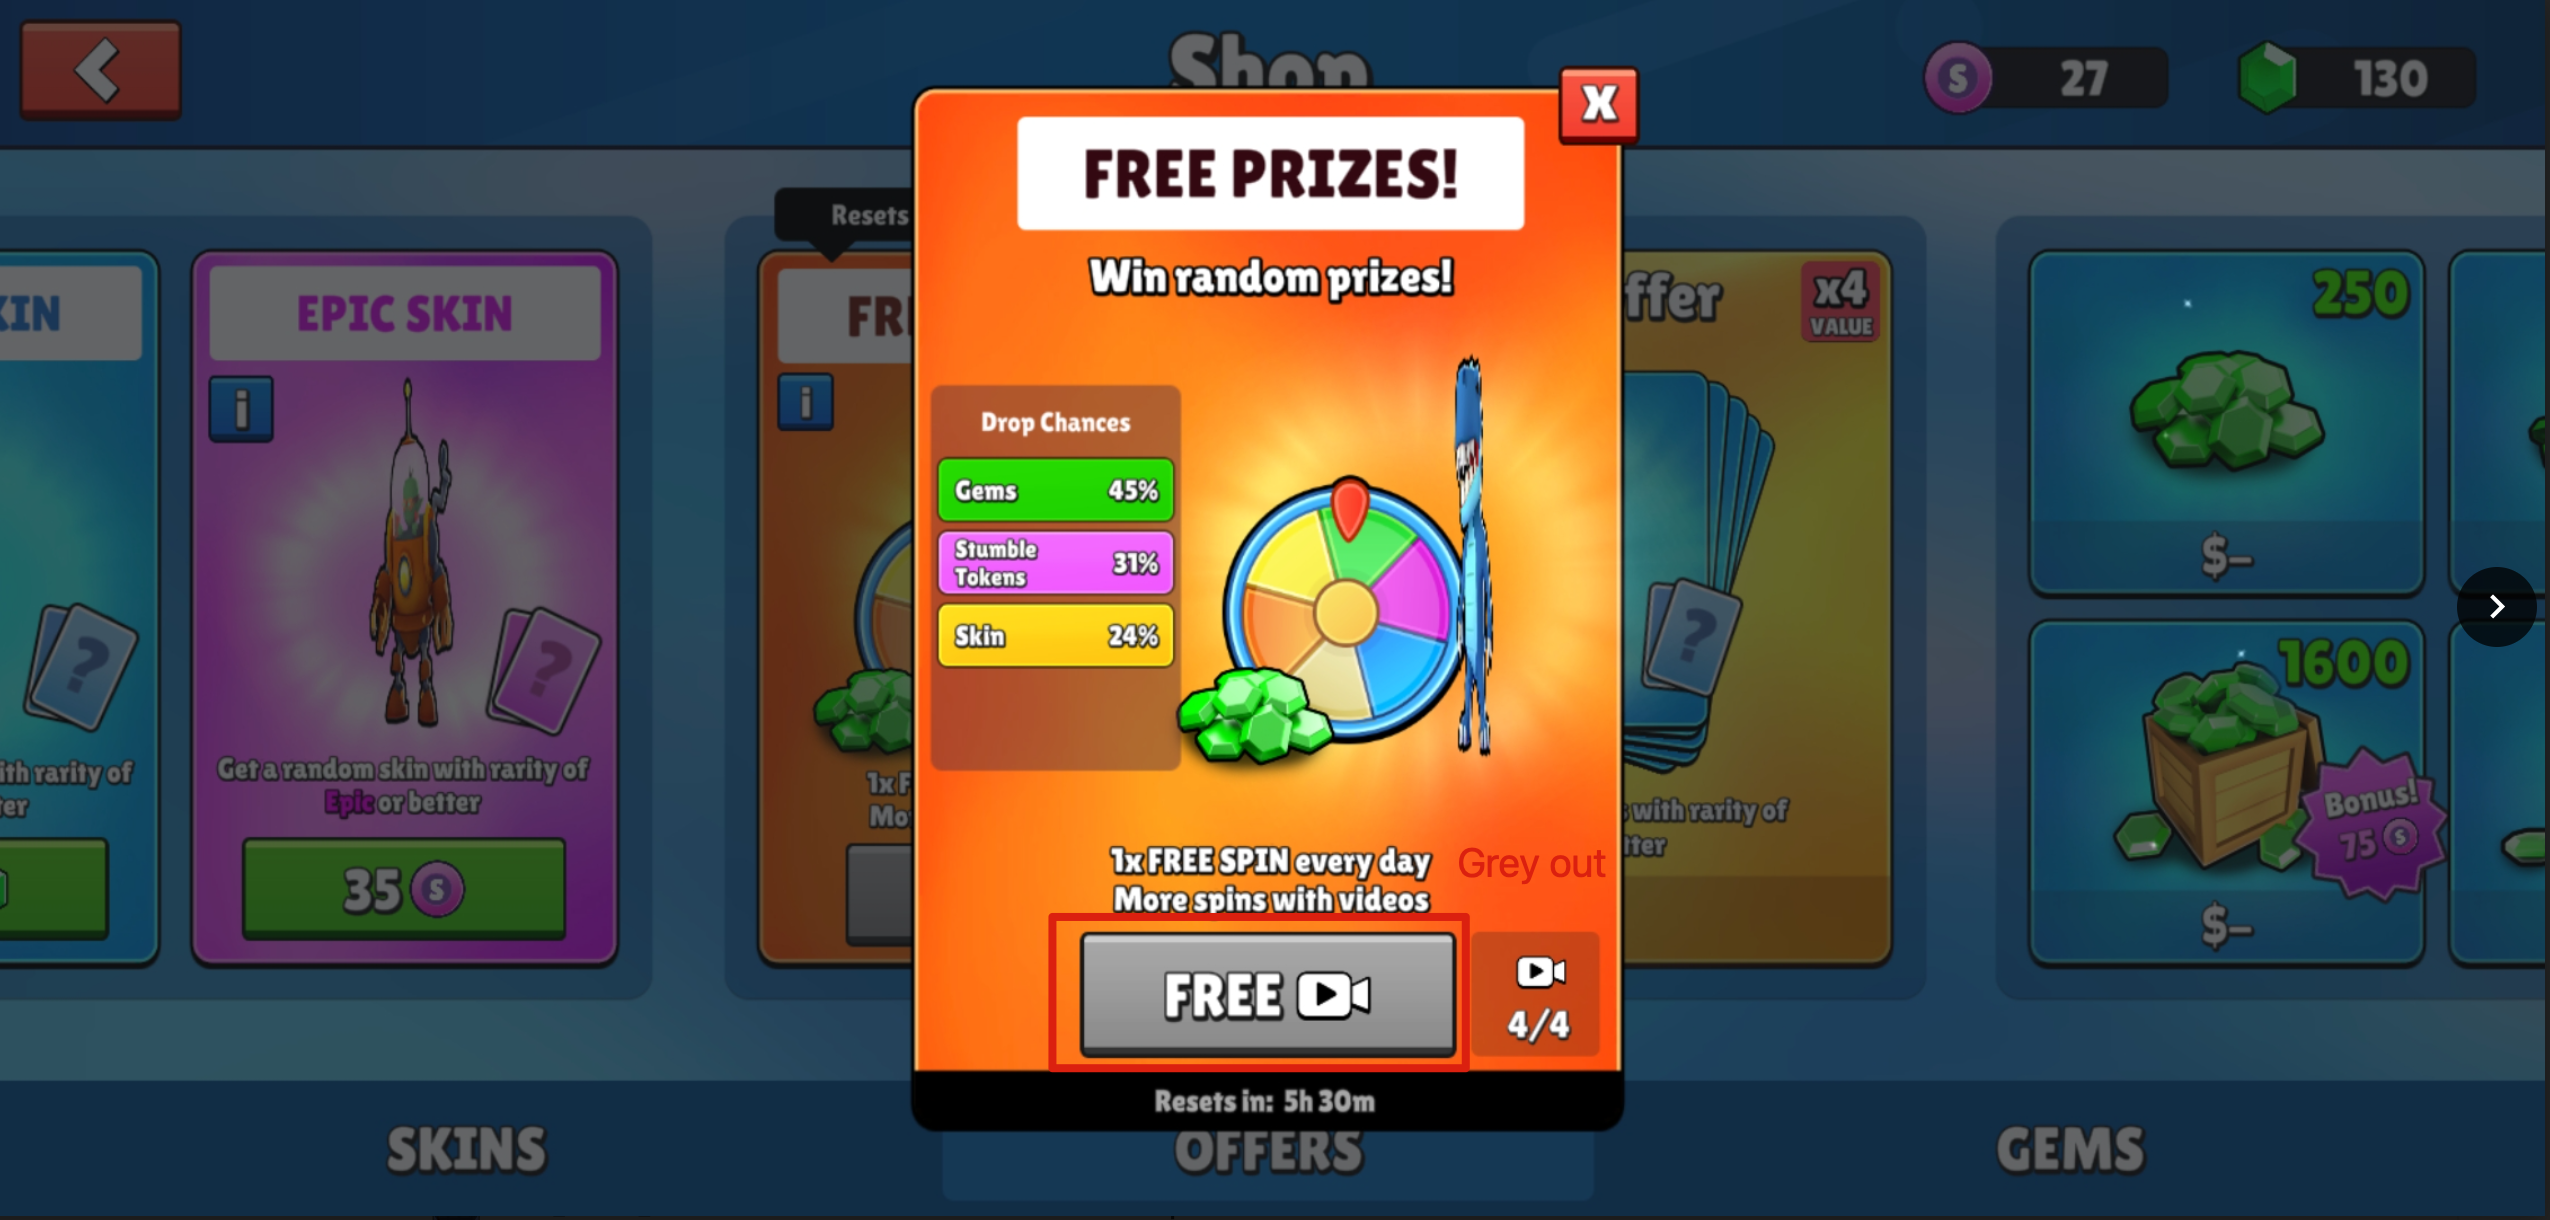 Shop
S
27
130
FREE PRIZES!
X
Win random prizes!
Resets
EPIC SKIN
i
i
x4
VALUE
250
Drop Chances
Gems 45%
Stumble
Tokens
31%
Skin 24%
?
?
?
$–
1600
Get a random skin with rarity of
Epic or better
with rarity of
Bonus!
75 S
1x FREE SPIN every day
More spins with videos
Grey out
35 S
$–
FREE
4/4
Resets in: 5h 30m
SKINS
OFFERS
GEMS